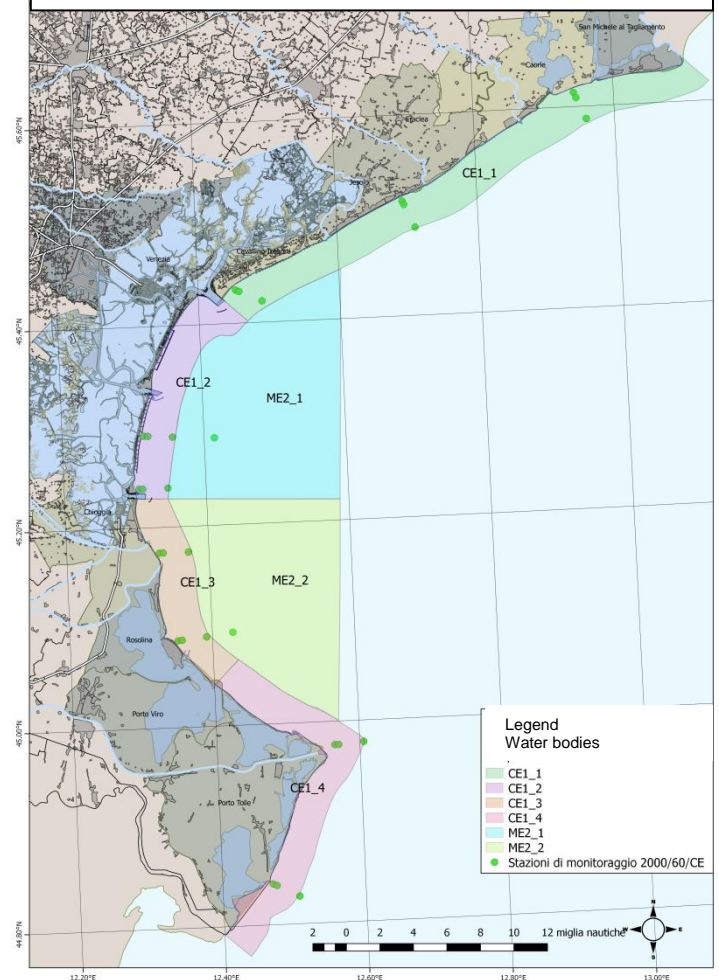 San Michele al Tagliamento
Caorle
Eraclea
Jesolo
CE1_1
45.60°N
Venezia
Cavallino-Treporti
45.40°N
CE1_2
ME2_1
Chioggia
45.20°N
CE1_3
ME2_2
Rosolina
Porto Viro
45.00°N
Porto Tolle
CE1_4
44.80°N
Legend
Water bodies
CE1_1
CE1_2
CE1_3
CE1_4
ME2_1
ME2_2
Stazioni di monitoraggio 2000/60/CE
2 0 2 4 6 8 10 12 miglia nautiche
N
W E
S
12.20°E 12.40°E 12.60°E 12.80°E 13.00°E